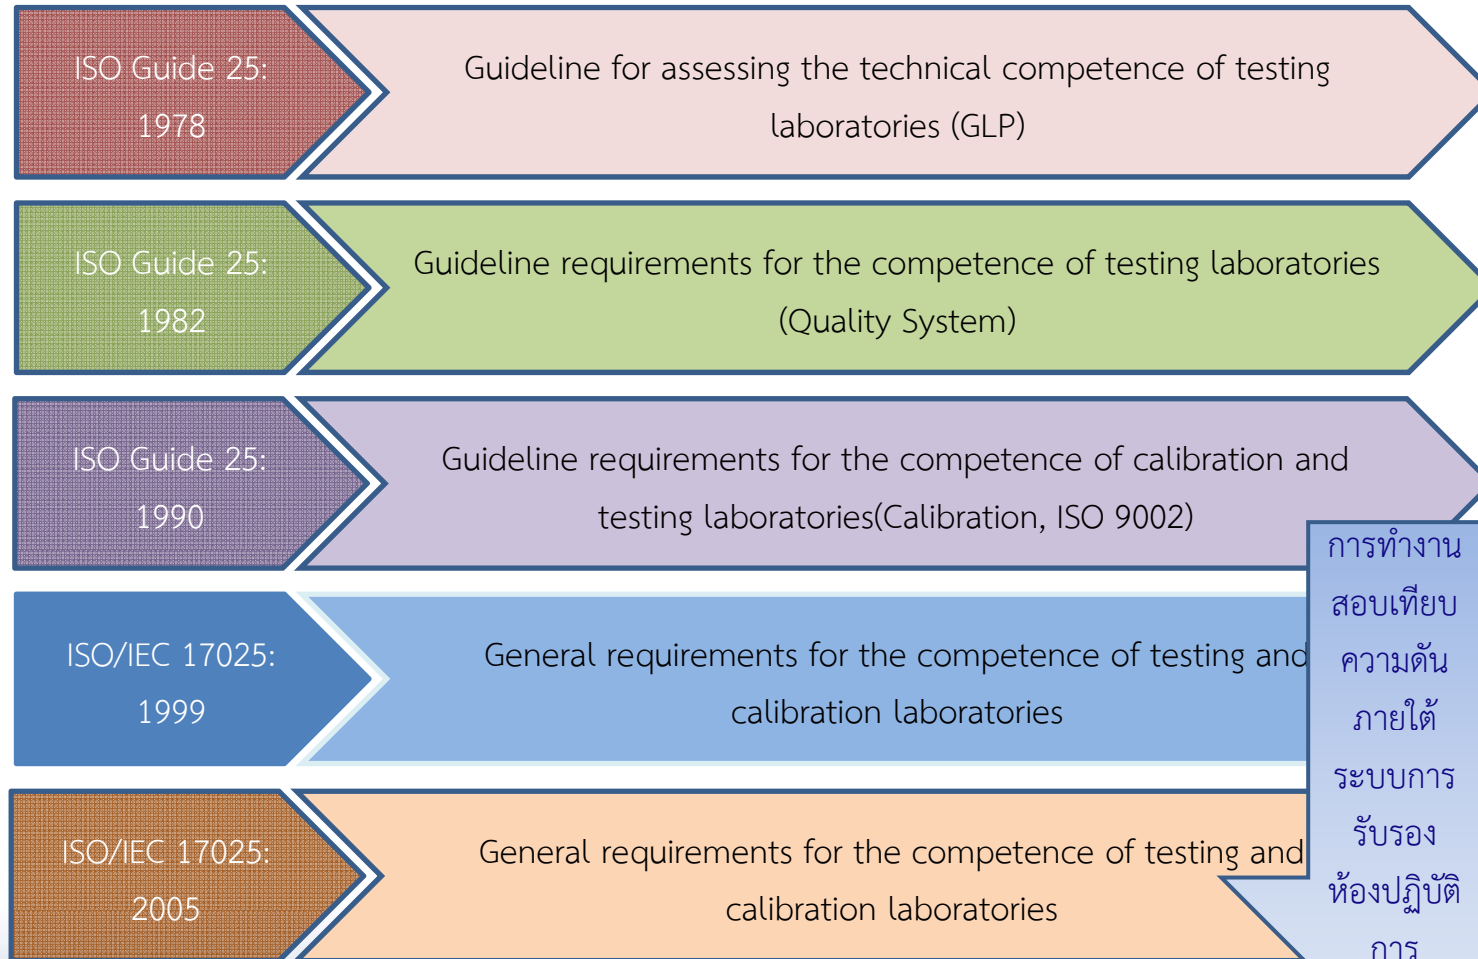 ISO Guide 25:
1978
Guideline for assessing the technical competence of testing
laboratories (GLP)
ISO Guide 25:
1982
Guideline requirements for the competence of testing laboratories
(Quality System)
ISO Guide 25:
1990
Guideline requirements for the competence of calibration and
testing laboratories(Calibration, ISO 9002)
ISO/IEC 17025:
1999
General requirements for the competence of testing and
calibration laboratories
ISO/IEC 17025:
2005
General requirements for the competence of testing and
calibration laboratories
การทำงาน
สอบเทียบ
ความดัน
ภายใต้
ระบบการ
รับรอง
ห้องปฏิบัติ
การ